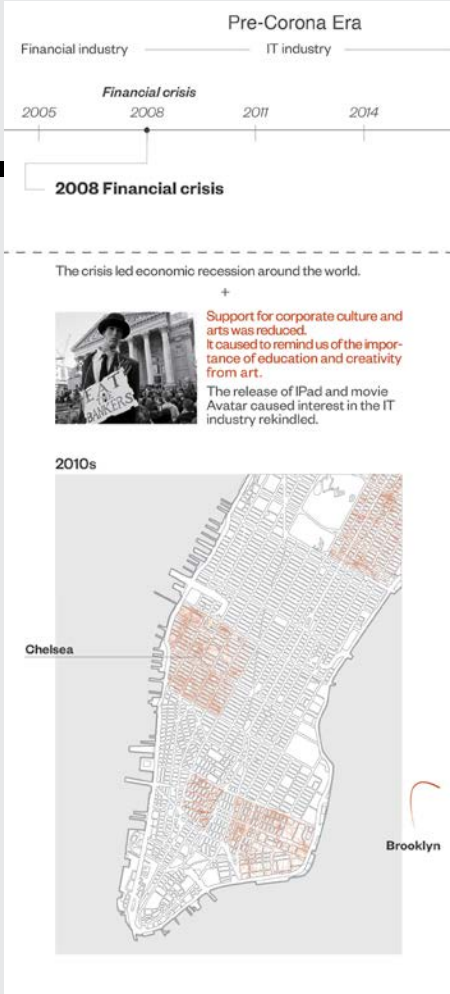 Pre-Corona Era
Financial industry
IT industry
Financial crisis
2005
2008
2011
2014
2008 Financial crisis
The crisis led economic recession around the world.
+
EAT
BANKERS
Support for corporate culture and
arts was reduced.
It caused to remind us of the impor-
tance of education and creativity
from art.
The release of IPad and movie
Avatar caused interest in the IT
industry rekindled.
2010s
Chelsea
Brooklyn